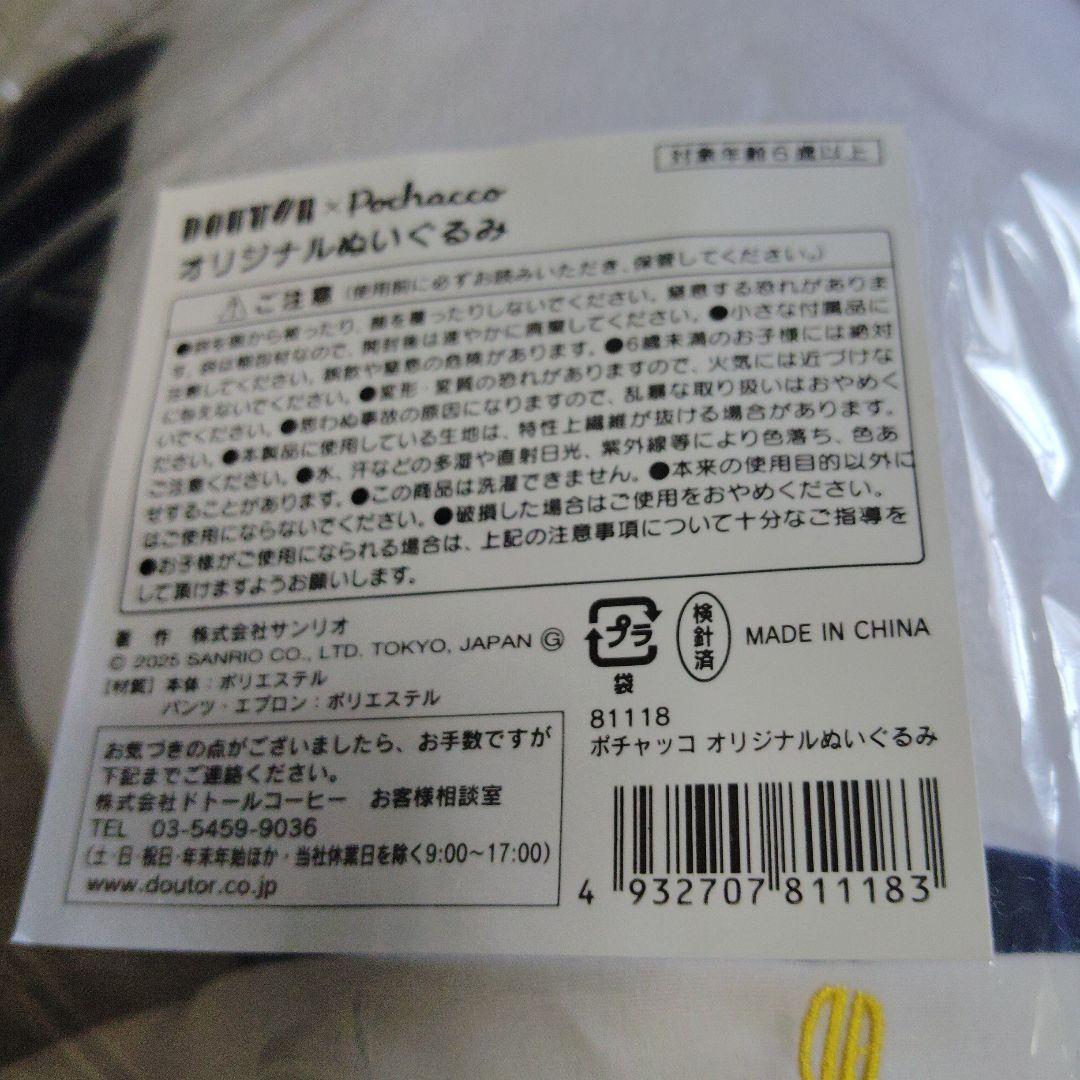 対象年齢6歳以上
DOUTOR × Pochacco
オリジナルぬいぐるみ
ご注意（使用前に必ずお読みいただき、保管してください。）
●袋を頭から被ったり、顔を覆ったりしないでください。窒息する恐れがありま
す。袋は梱包材なので、開封後は速やかに廃棄してください。●小さな付属品に
注意してください。誤飲や窒息の危険があります。●6歳未満のお子様には絶対
に与えないでください。●変形・変質の恐れがありますので、火気には近づけな
いでください。●思わぬ事故の原因になりますので、乱暴な取り扱いはおやめく
ださい。●本製品に使用している生地は、特性上繊維が抜ける場合があります。
ご注意ください。●水、汗などの多湿や直射日光、紫外線等により色落ち、色あ
せすることがあります。●この商品は洗濯できません。●本来の使用目的以外に
はご使用にならないでください。●破損した場合はご使用をおやめください。
●お子様がご使用になられる場合は、上記の注意事項について十分なご指導を
して頂けますようお願いします。
著 作 株式会社サンリオ
© 2025 SANRIO CO., LTD. TOKYO, JAPAN Ⓖ
【材質】本体：ポリエステル
パンツ・エプロン：ポリエステル
プラ
袋
検針済
MADE IN CHINA
お気づきの点がございましたら、お手数ですが
下記までご連絡ください。
株式会社ドトールコーヒー お客様相談室
TEL 03-5459-9036
（土・日・祝日・年末年始ほか・当社休業日を除く9:00～17:00）
www.doutor.co.jp
81118
ポチャッコ オリジナルぬいぐるみ
4 932707 811183